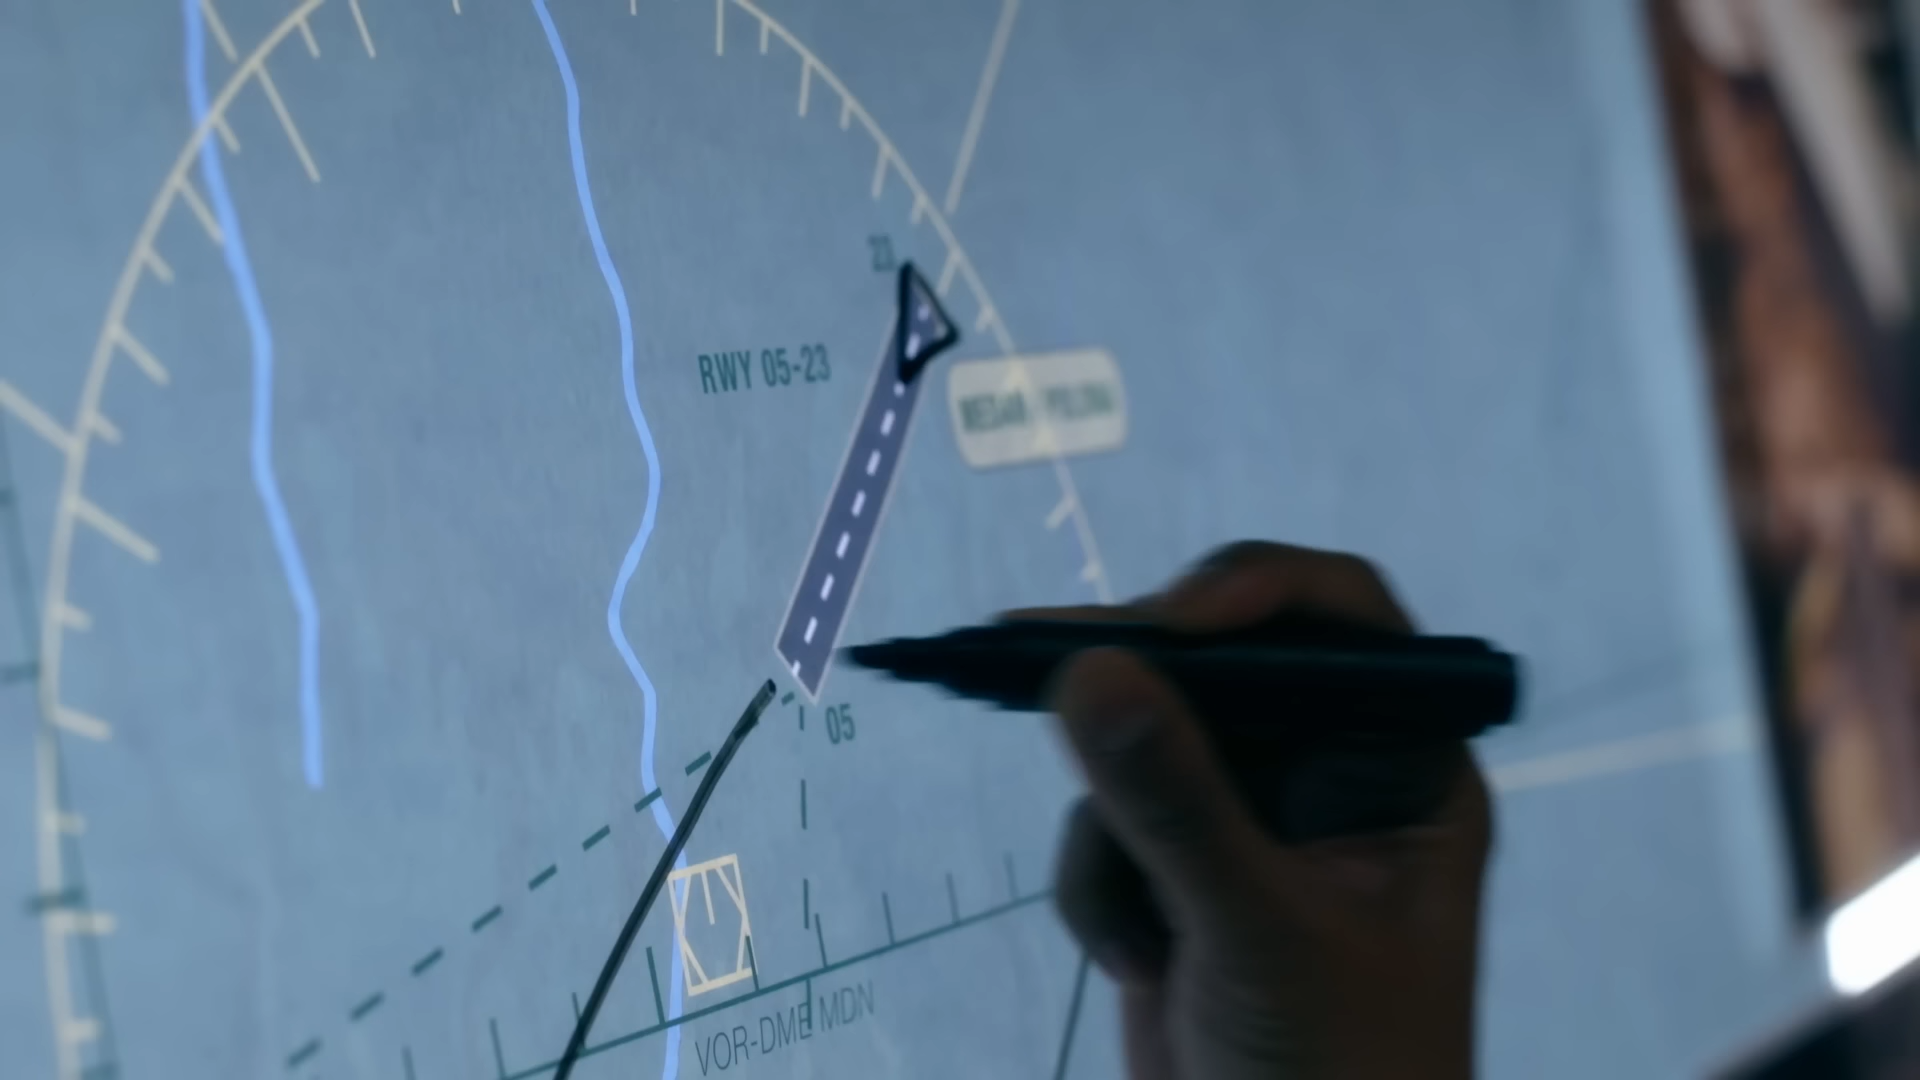 23
RWY 05-23
MEDAN POLONIA
05
VOR-DME MDN